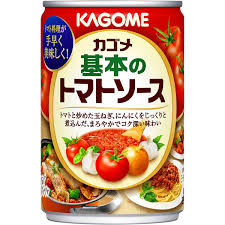 KAGOME
トマト料理が
手早く
美味しく!
カゴメ
基本の
トマトソース
トマトと炒めた玉ねぎ、にんにくをじっくりと
煮込んだ、まろやかでコク深い味わい